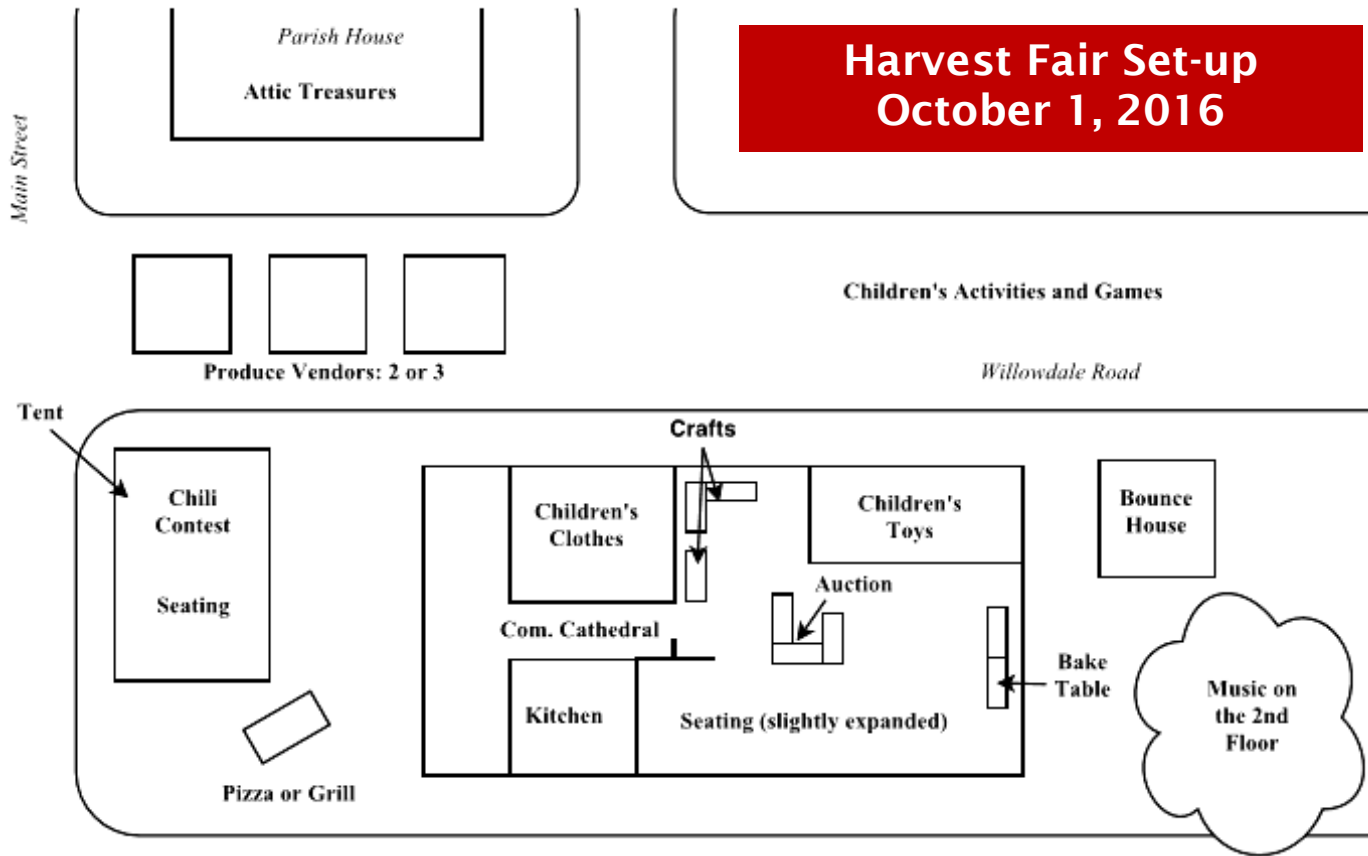 Parish House
Attic Treasures
Harvest Fair Set-up
October 1, 2016
Main Street
Children's Activities and Games
Produce Vendors: 2 or 3
Willowdale Road
Tent
Crafts
Chili
Contest
Seating
Children's
Clothes
Children's
Toys
Bounce
House
Auction
Com. Cathedral
Bake
Table
Kitchen
Seating (slightly expanded)
Music on
the 2nd
Floor
Pizza or Grill